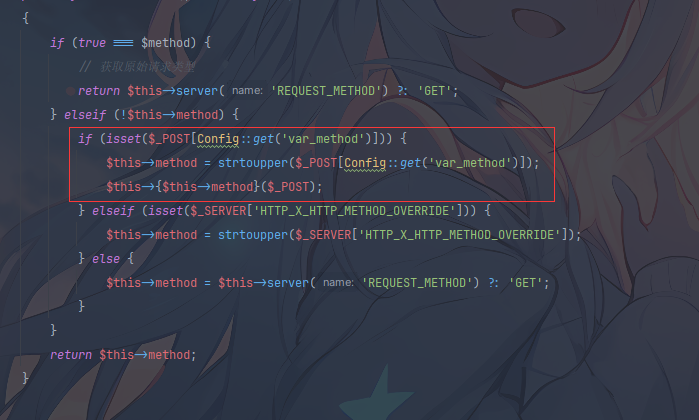 {
if (true === $method) {
// 获取原始请求类型
return $this->server( name: 'REQUEST_METHOD') ?: 'GET';
} elseif (!$this->method) {
if (isset($_POST[Config::get('var_method')])) {
$this->method = strtoupper($_POST[Config::get('var_method')]);
$this->{$this->method}($_POST);
} elseif (isset($_SERVER['HTTP_X_HTTP_METHOD_OVERRIDE'])) {
$this->method = strtoupper($_SERVER['HTTP_X_HTTP_METHOD_OVERRIDE']);
} else {
$this->method = $this->server( name: 'REQUEST_METHOD') ?: 'GET';
}
}
return $this->method;
}